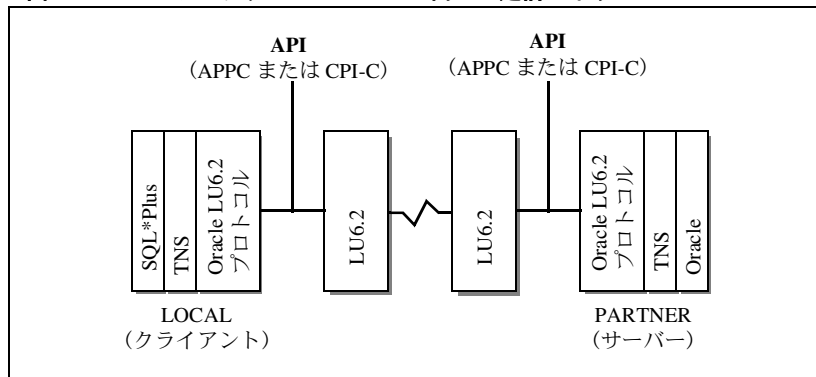 API
（APPC または CPI-C）
API
（APPC または CPI-C）
SQL*Plus
TNS
Oracle LU6.2
プロトコル
LU6.2
LU6.2
Oracle LU6.2
プロトコル
TNS
Oracle
LOCAL
（クライアント）
PARTNER
（サーバー）